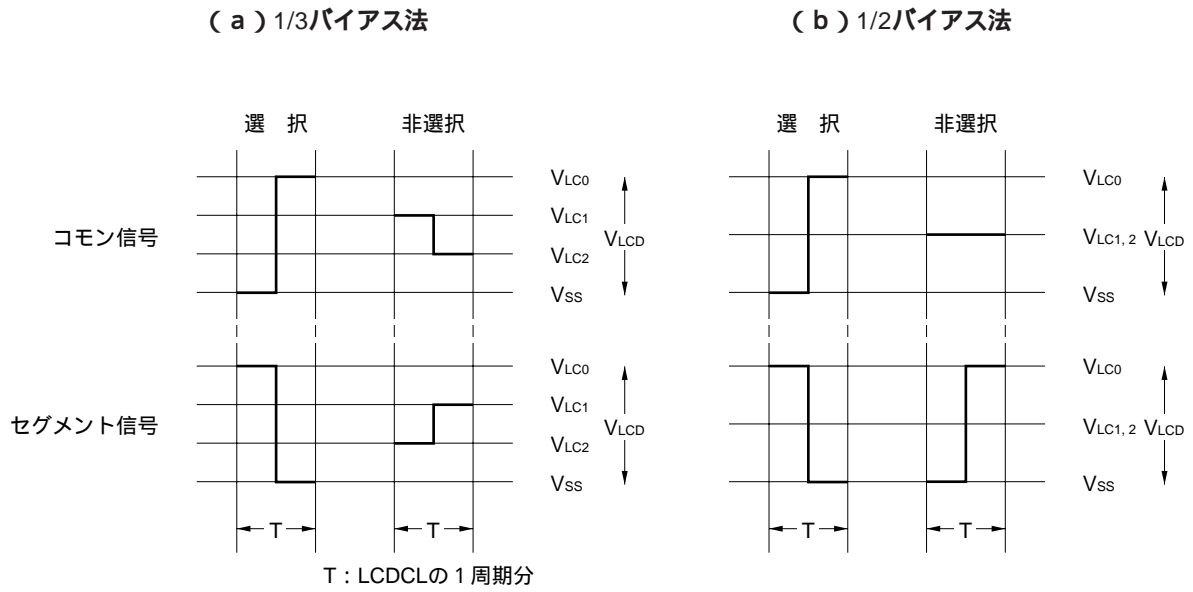 (a)1/3バイアス法
(b)1/2バイアス法
選 択 非選択
選 択 非選択
コモン信号
VLC0
VLC1
VLC2
VSS
VLCD
VLC0
VLC1, 2
VSS
VLCD
セグメント信号
VLC0
VLC1
VLC2
VSS
VLCD
VLC0
VLC1, 2
VSS
VLCD
T T
T T
T:LCDCLの1周期分